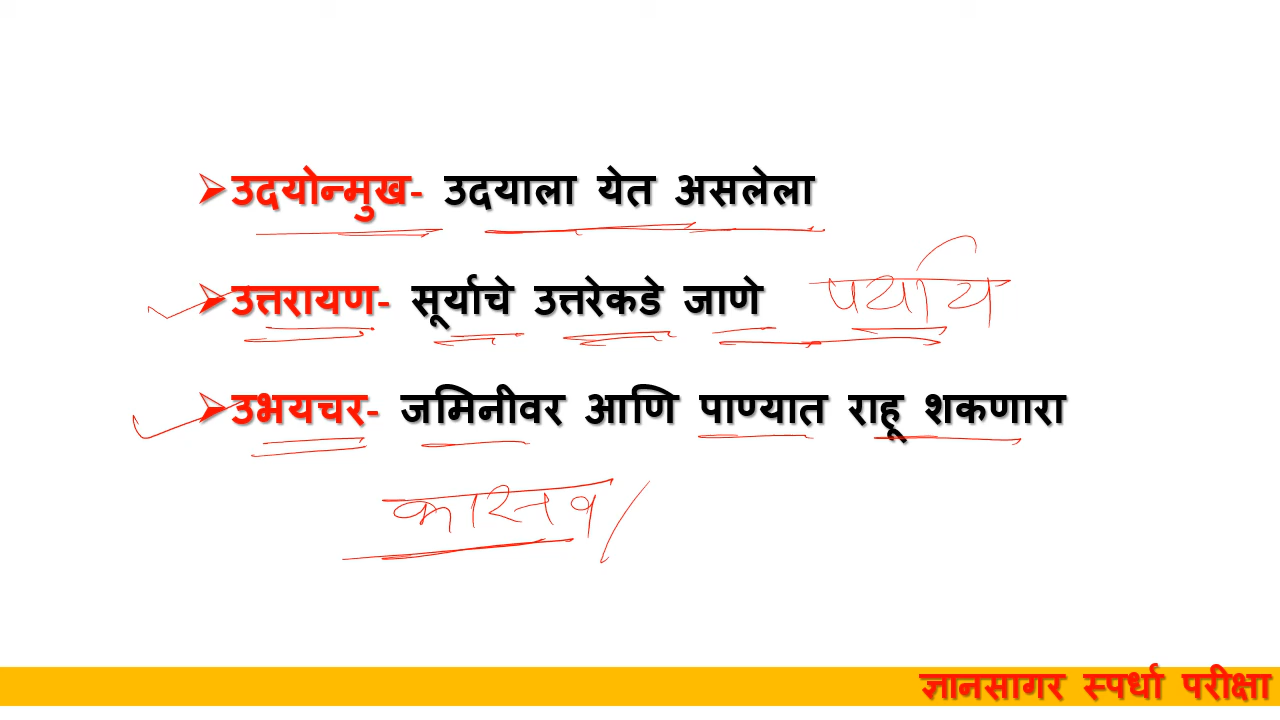 ➢उदयोन्मुख- उदयाला येत असलेला
➢उत्तरायण- सूर्याचे उत्तरेकडे जाणे पर्याय
➢उभयचर- जमिनीवर आणि पाण्यात राहू शकणारा
कासव/
ज्ञानसागर स्पर्धा परीक्षा